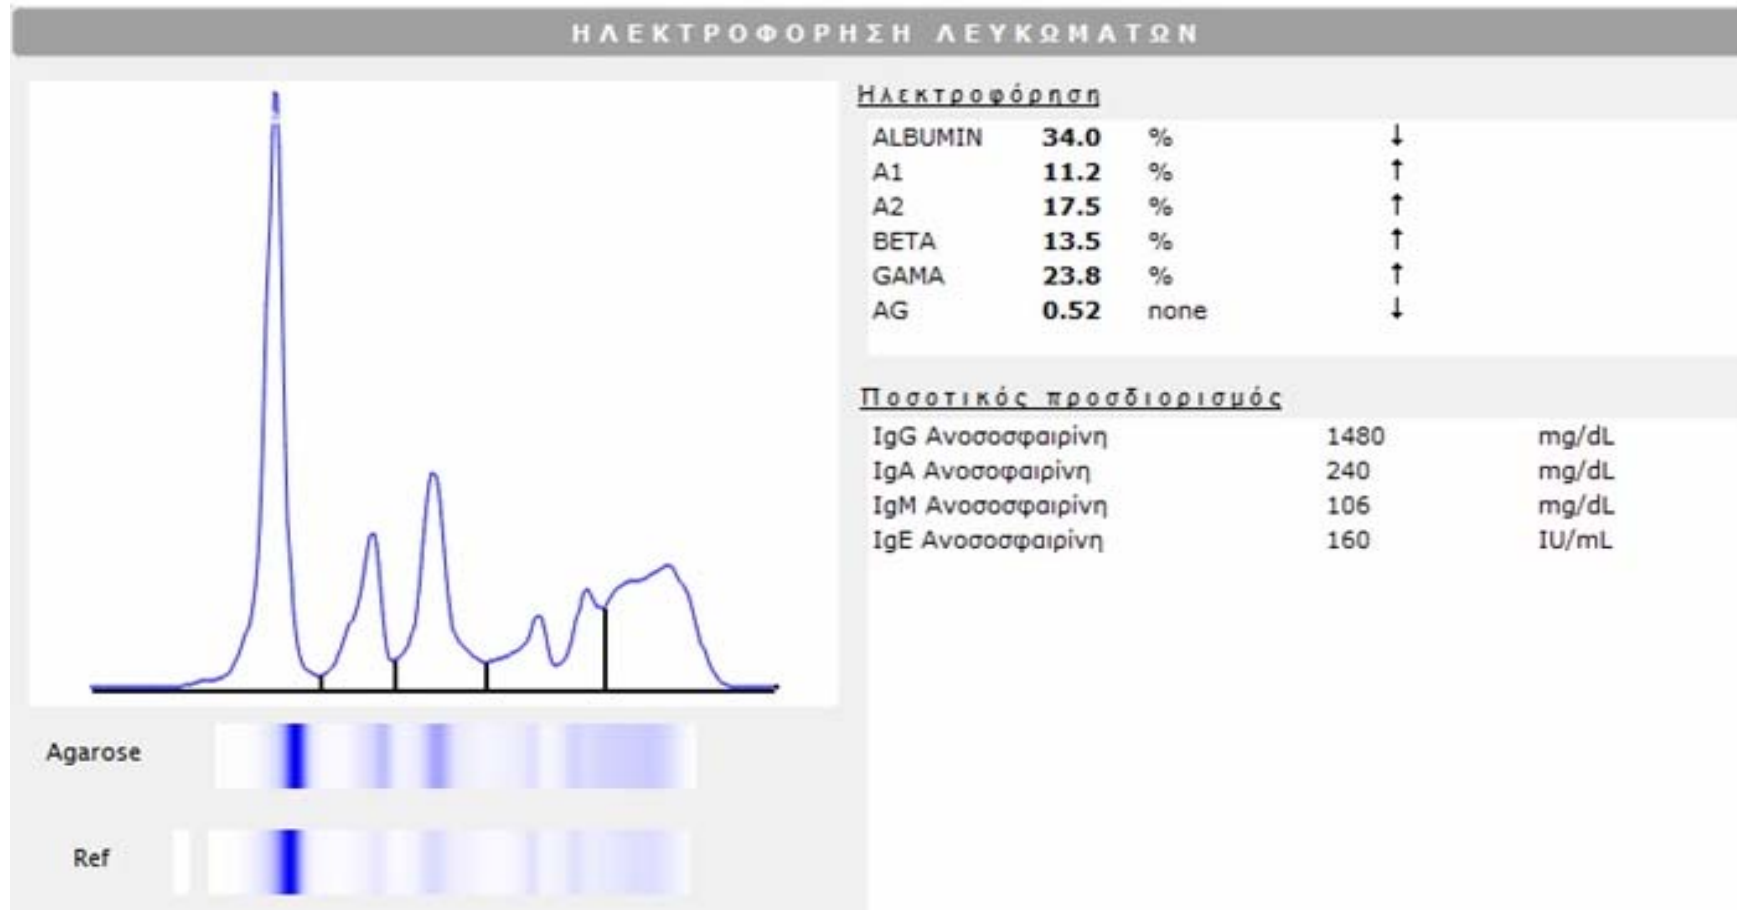 ΗΛΕΚΤΡΟΦΟΡΗΣΗ ΛΕΥΚΩΜΑΤΩΝ
Ηλεκτροφόρηση
ALBUMIN 34.0 % ↓
A1 11.2 % ↑
A2 17.5 % ↑
BETA 13.5 % ↑
GAMA 23.8 % ↑
AG 0.52 none ↓
Ποσοτικός προσδιορισμός
IgG Ανοσοσφαιρίνη 1480 mg/dL
IgA Ανοσοφαιρίνη 240 mg/dL
IgM Ανοσοσφαιρίνη 106 mg/dL
IgE Ανοσοσφαιρίνη 160 IU/mL
Agarose
Ref